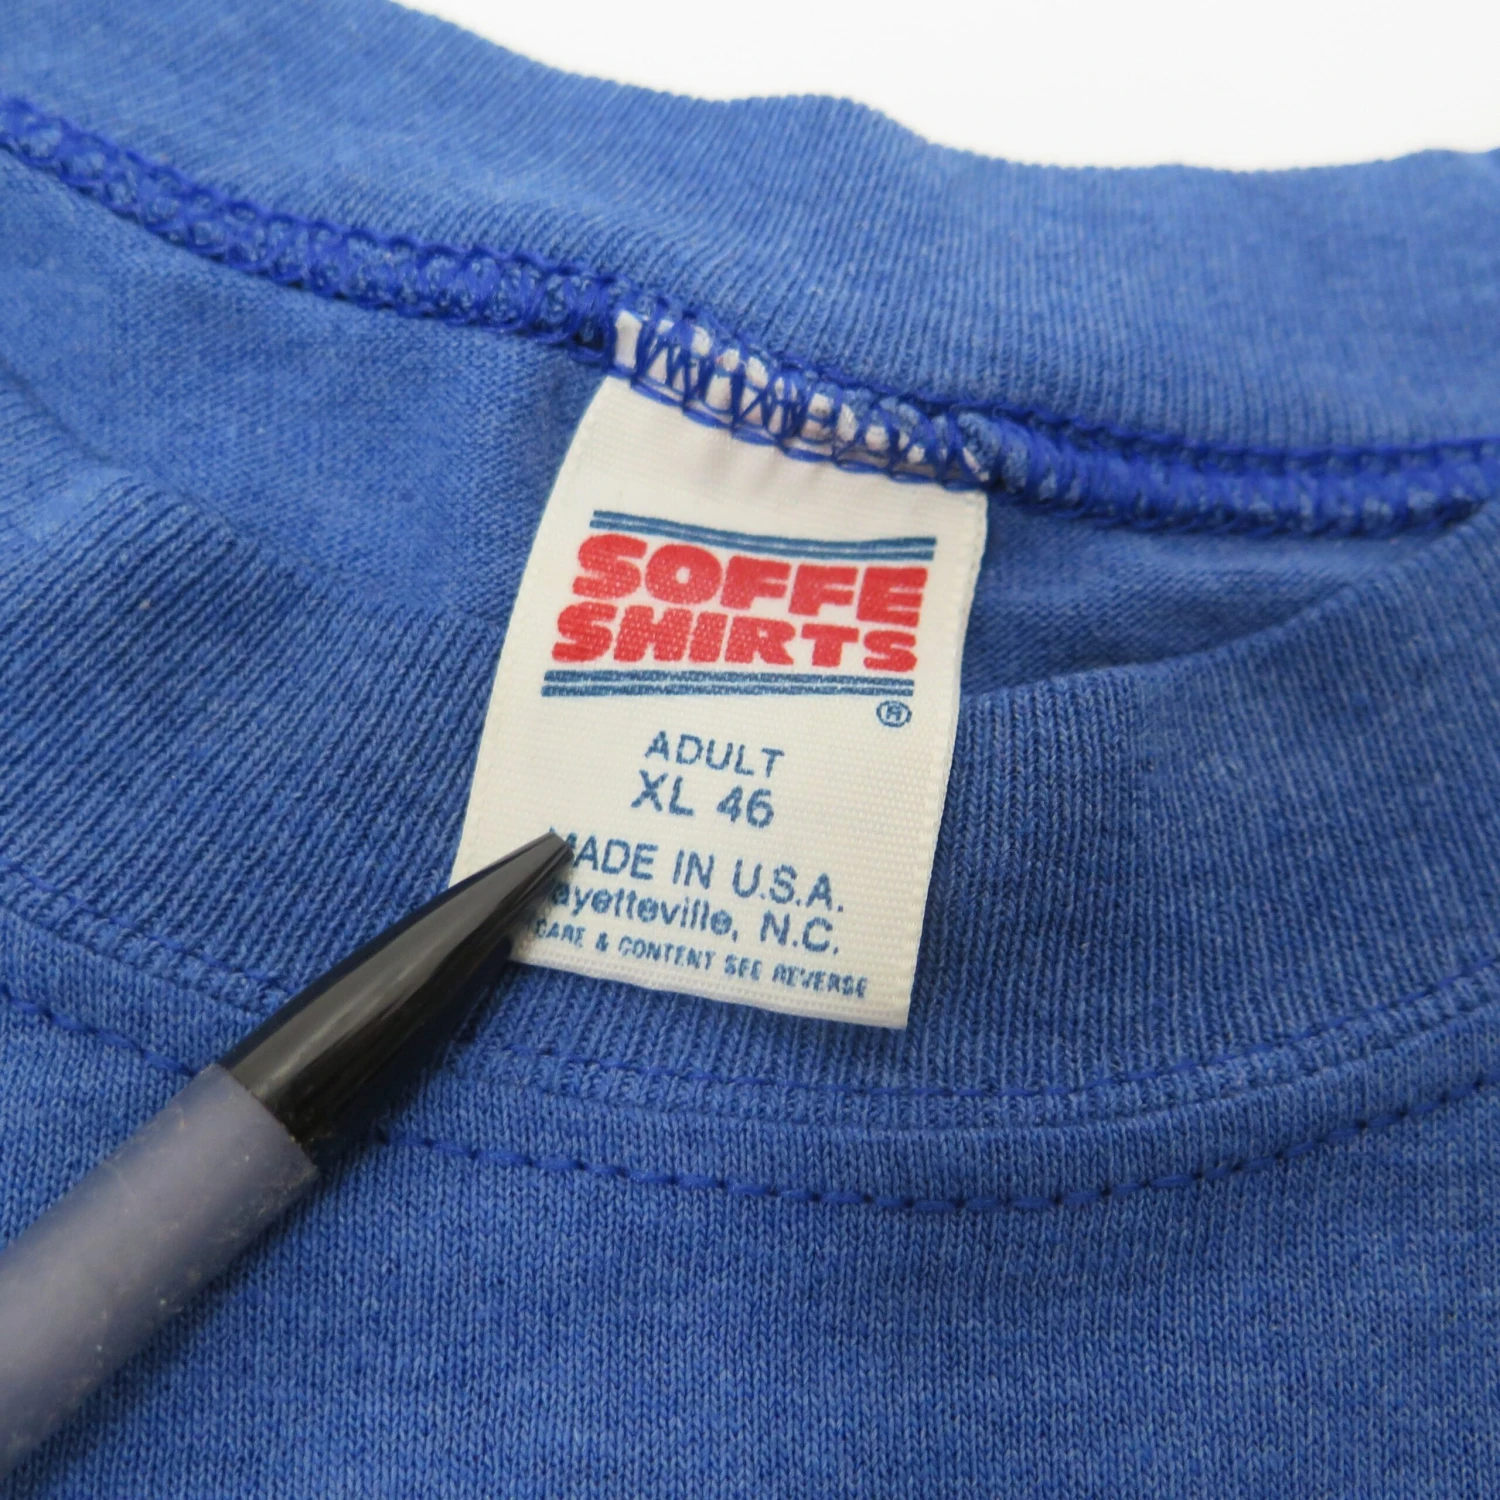 SOFFE
SHIRTS
®
ADULT
XL 46
MADE IN U.S.A.
ayetteville, N.C.
CARE & CONTENT SEE REVERSE